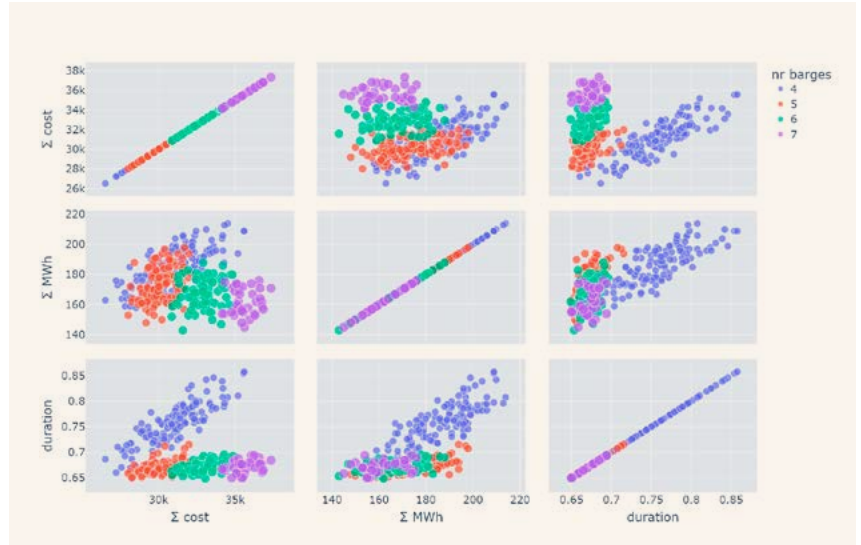 nr barges
4
5
6
7
Σ cost
38k
36k
34k
32k
30k
28k
26k
Σ MWh
220
200
180
160
140
duration
0.85
0.8
0.75
0.7
0.65
30k 35k 140 160 180 200 220 0.65 0.7 0.75 0.8 0.85
Σ cost Σ MWh duration